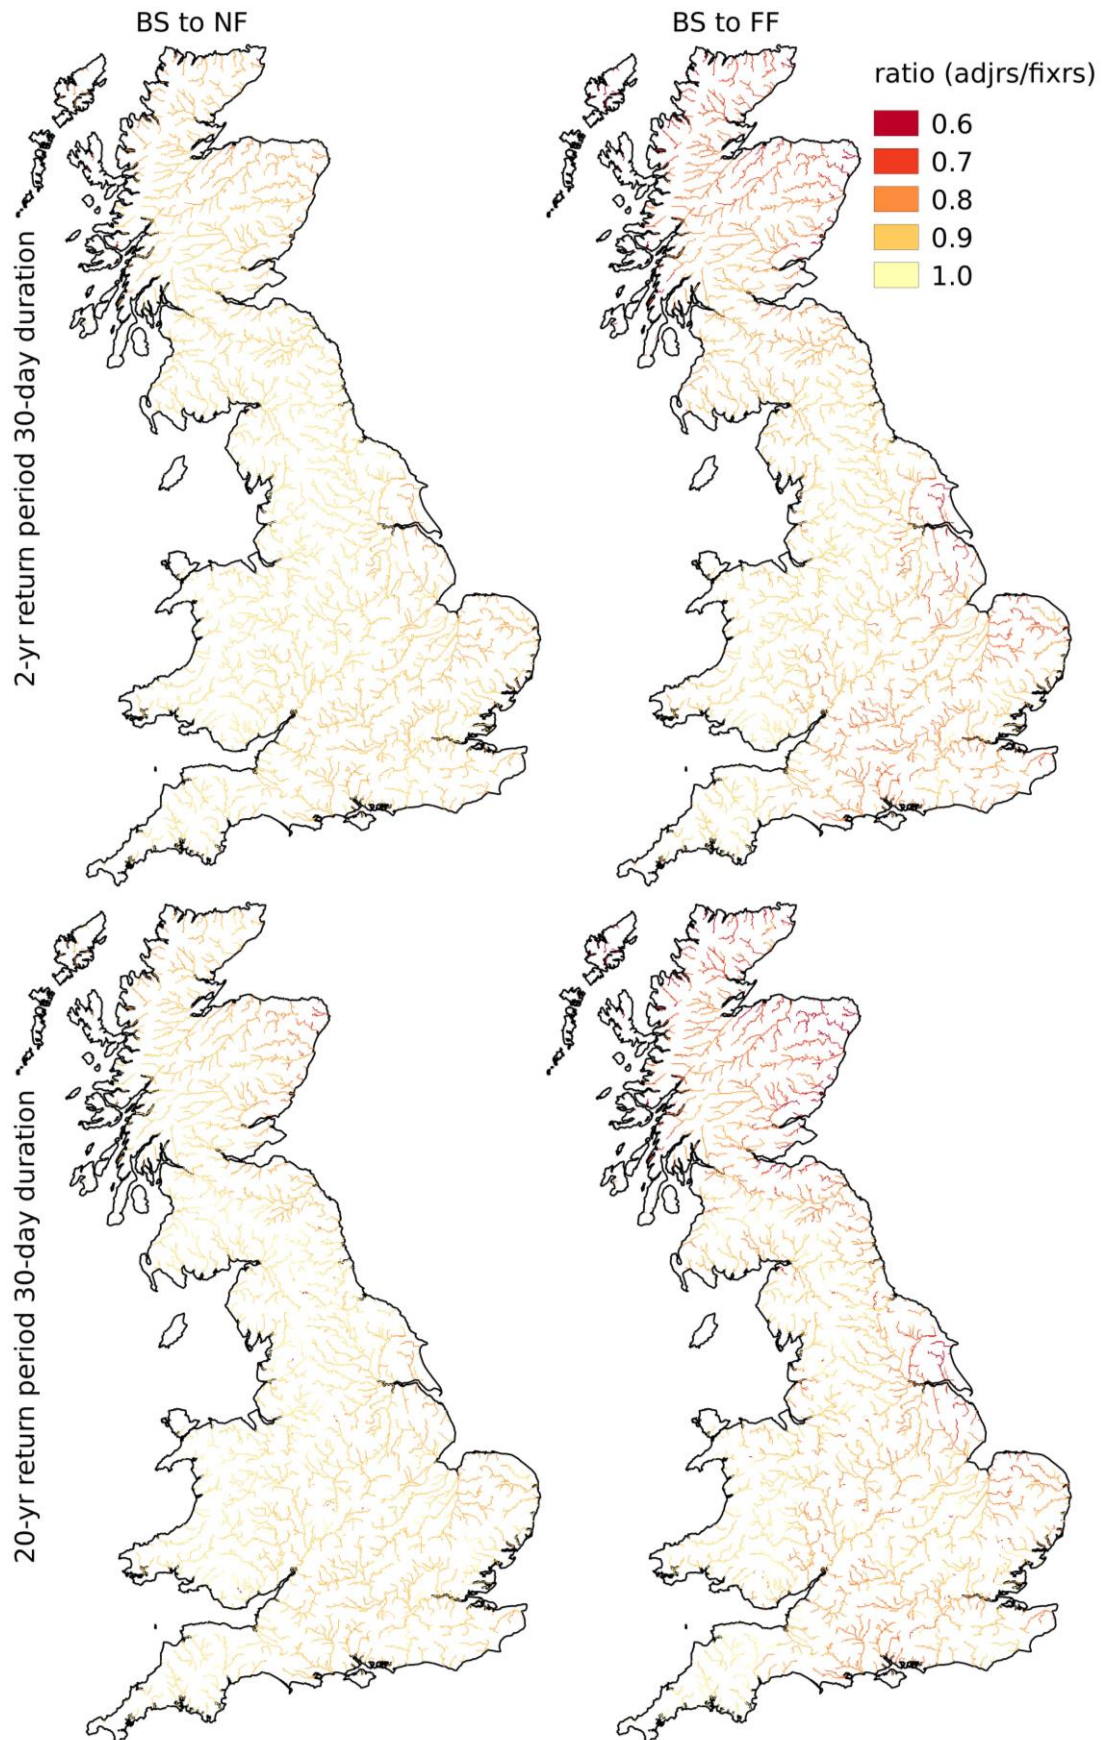 BS to NF
BS to FF
ratio (adjrs/fixrs)
0.6
0.7
0.8
0.9
1.0
2-yr return period 30-day duration
20-yr return period 30-day duration